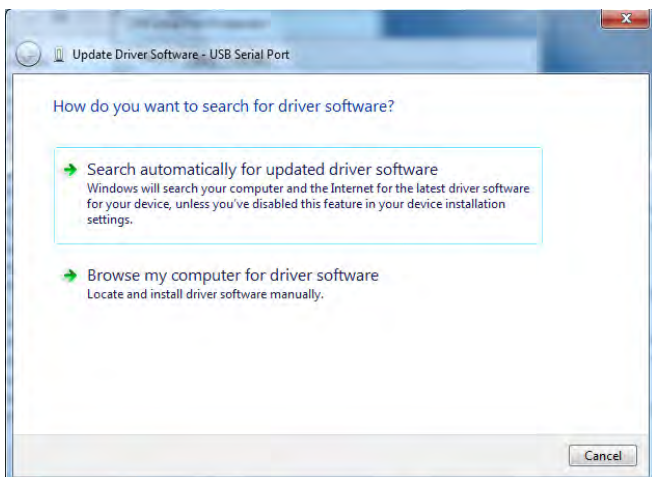 Update Driver Software - USB Serial Port
How do you want to search for driver software?
Search automatically for updated driver software
Windows will search your computer and the Internet for the latest driver software
for your device, unless you've disabled this feature in your device installation
settings.
Browse my computer for driver software
Locate and install driver software manually.
Cancel